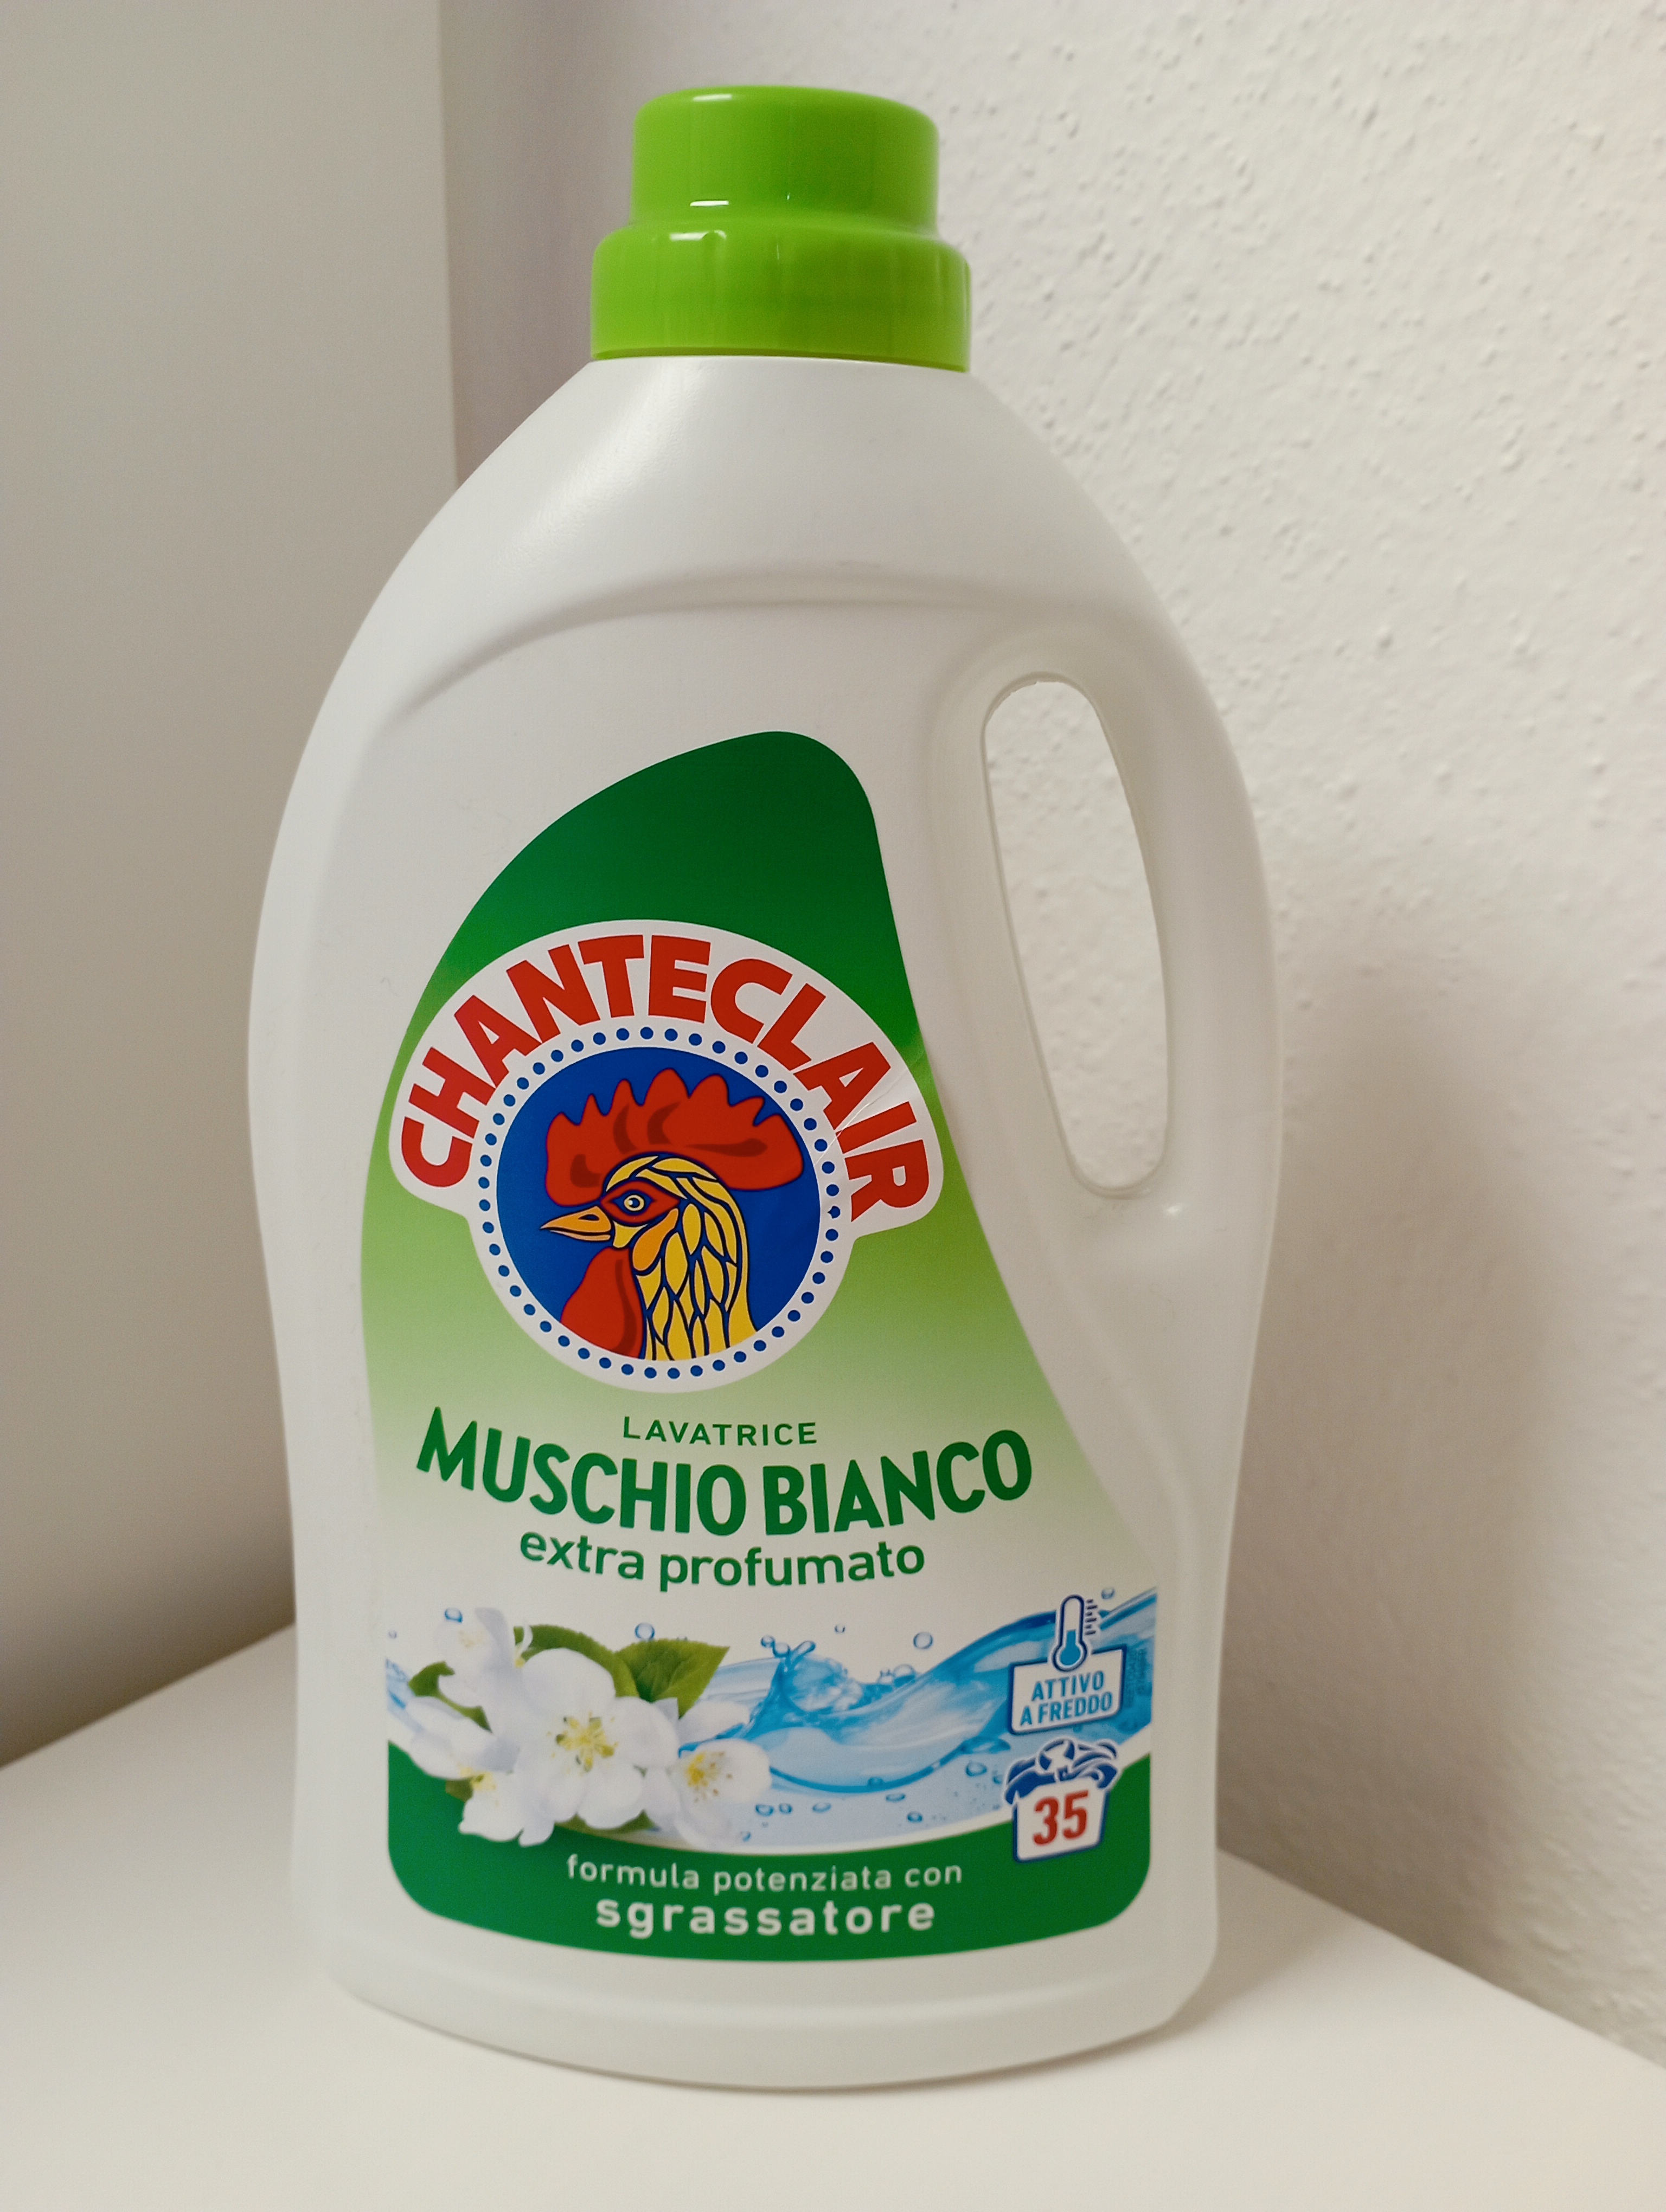 CHANTECLAIR
LAVATRICE
MUSCHIO BIANCO
extra profumato
ATTIVO
A FREDDO
35
formula potenziata con
sgrassatore